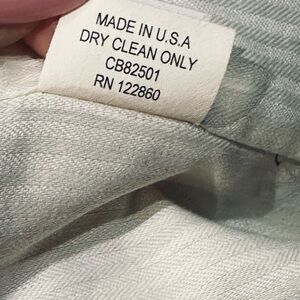 MADE IN U.S.A
DRY CLEAN ONLY
CB82501
RN 122860